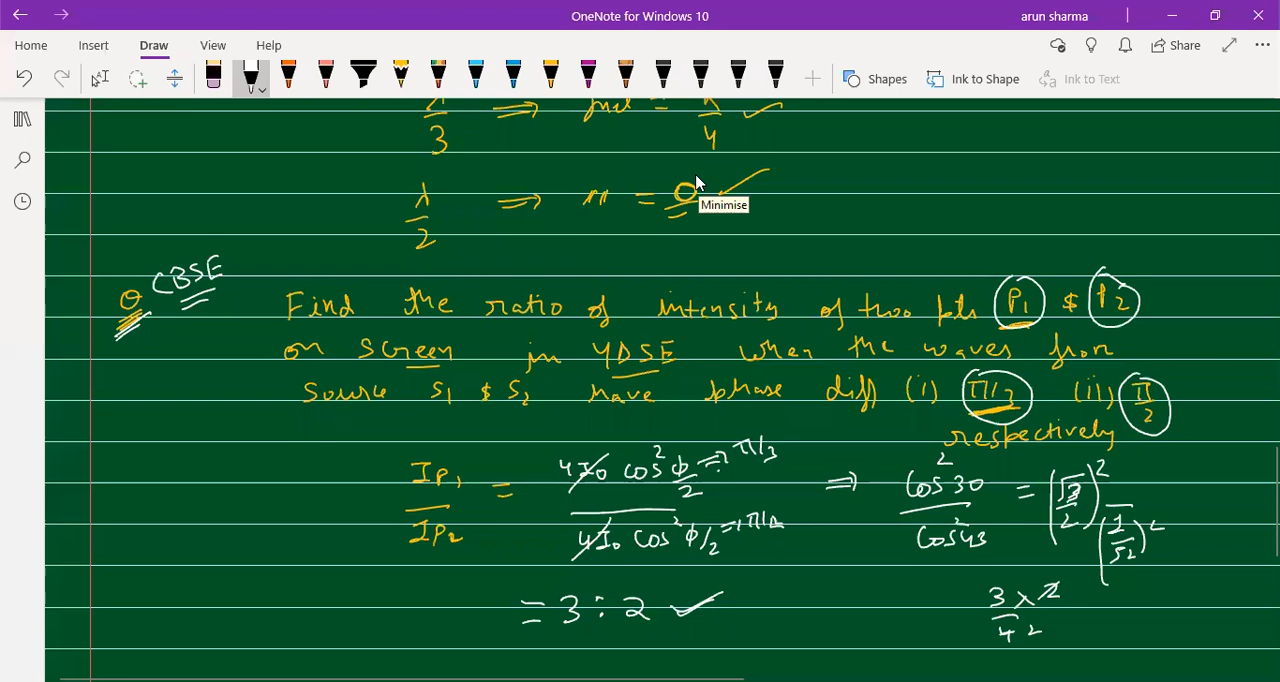 OneNote for Windows 10
arun sharma
Home Insert Draw View Help
Share
Shapes
Ink to Shape
Ink to Text
λ/3 ⟹ = λ/4 ✓
λ/2 ⟹ " = 0 ✓
Minimise
Q CBSE
Find the ratio of intensity of two pts P1 & P2
on screen in YDSE when the waves from
source S1 & S2 have phase diff (i) π/3 (ii) π/2
respectively
IP1/IP2 = 4I0 cos² ϕ/2 = π/3 / 4I0 cos² ϕ/2 = π/2 ⟹ cos² 30 / cos² 45 = (√3/2)² / (1/√2)²
= 3 : 2 ✓
3 x 2 / 4 2